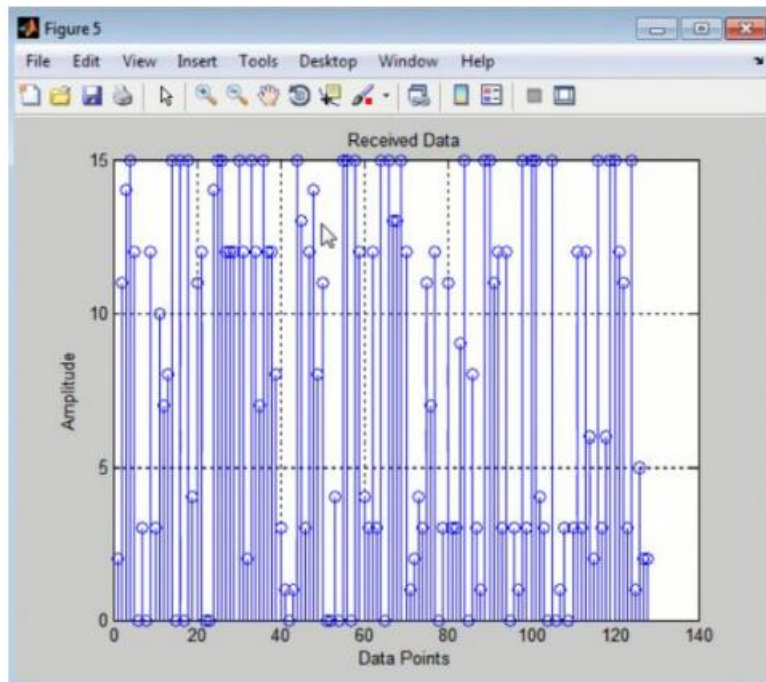 Figure 5
File Edit View Insert Tools Desktop Window Help
Received Data
15
10
5
0
Amplitude
0 20 40 60 80 100 120 140
Data Points